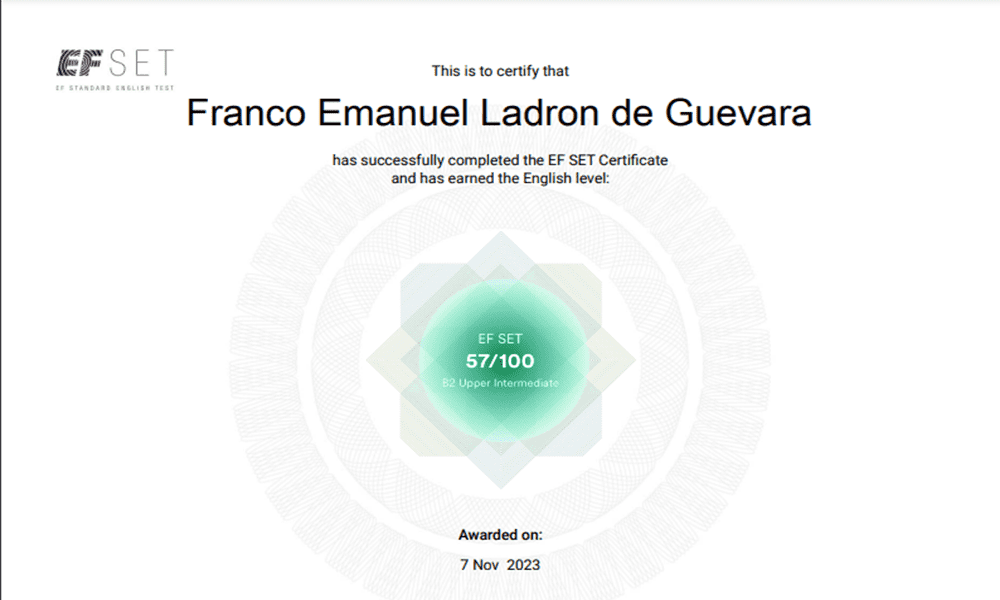 EF SET
EF STANDARD ENGLISH TEST
This is to certify that
Franco Emanuel Ladron de Guevara
has successfully completed the EF SET Certificate
and has earned the English level:
EF SET
57/100
B2 Upper Intermediate
Awarded on:
7 Nov 2023